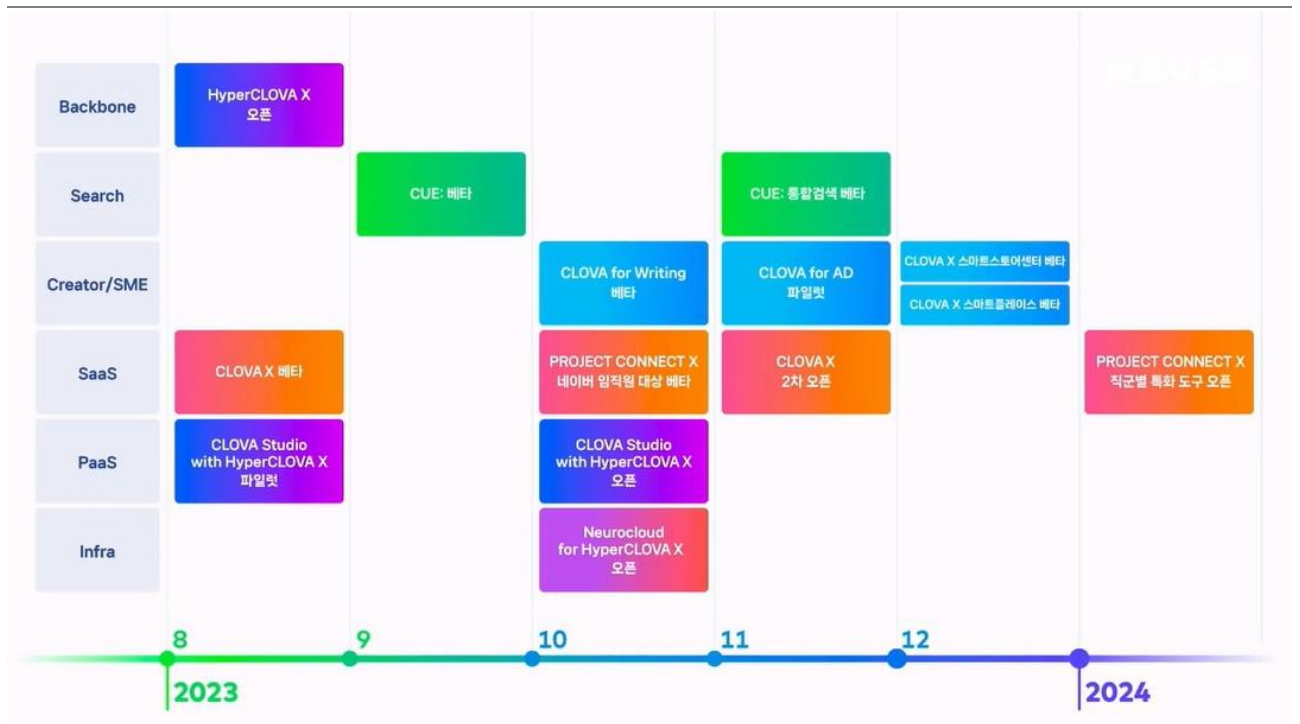 Backbone
HyperCLOVA X
오픈
Search
CUE: 베타
CUE: 통합검색 베타
Creator/SME
CLOVA for Writing
베타
CLOVA for AD
파일럿
CLOVA X 스마트스토어센터 베타
CLOVA X 스마트플레이스 베타
SaaS
CLOVA X 베타
PROJECT CONNECT X
네이버 임직원 대상 베타
CLOVA X
2차 오픈
PROJECT CONNECT X
직군별 특화 도구 오픈
PaaS
CLOVA Studio
with HyperCLOVA X
파일럿
CLOVA Studio
with HyperCLOVA X
오픈
Infra
Neurocloud
for HyperCLOVA X
오픈
8
9
10
11
12
2023
2024